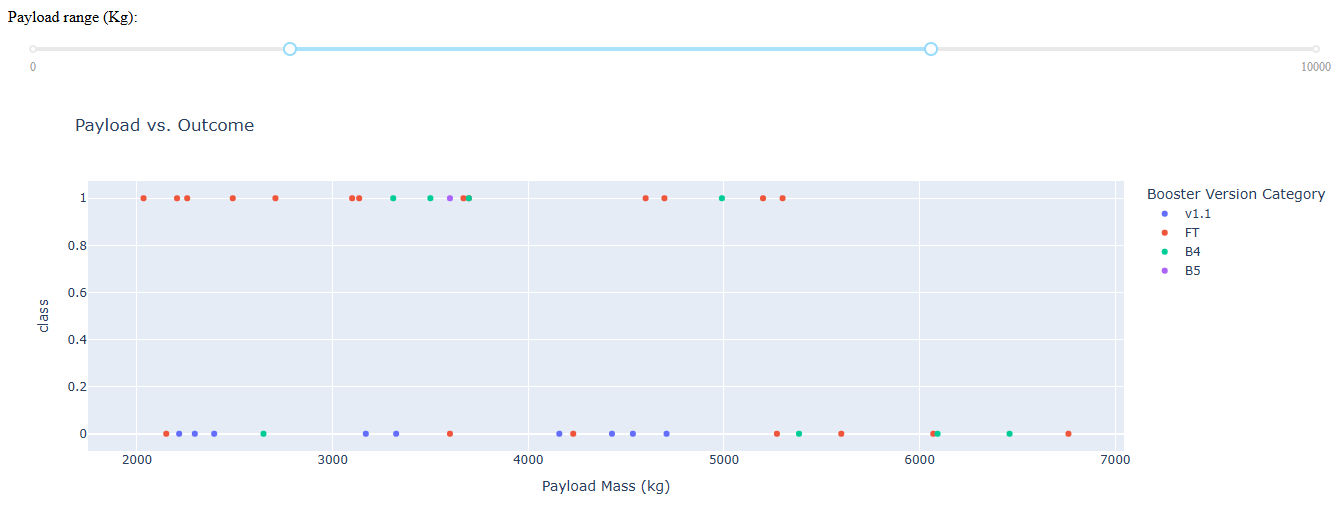 Payload range (Kg):
0 10000
Payload vs. Outcome
Booster Version Category
v1.1
FT
B4
B5
class
1
0.8
0.6
0.4
0.2
0
2000 3000 4000 5000 6000 7000
Payload Mass (kg)